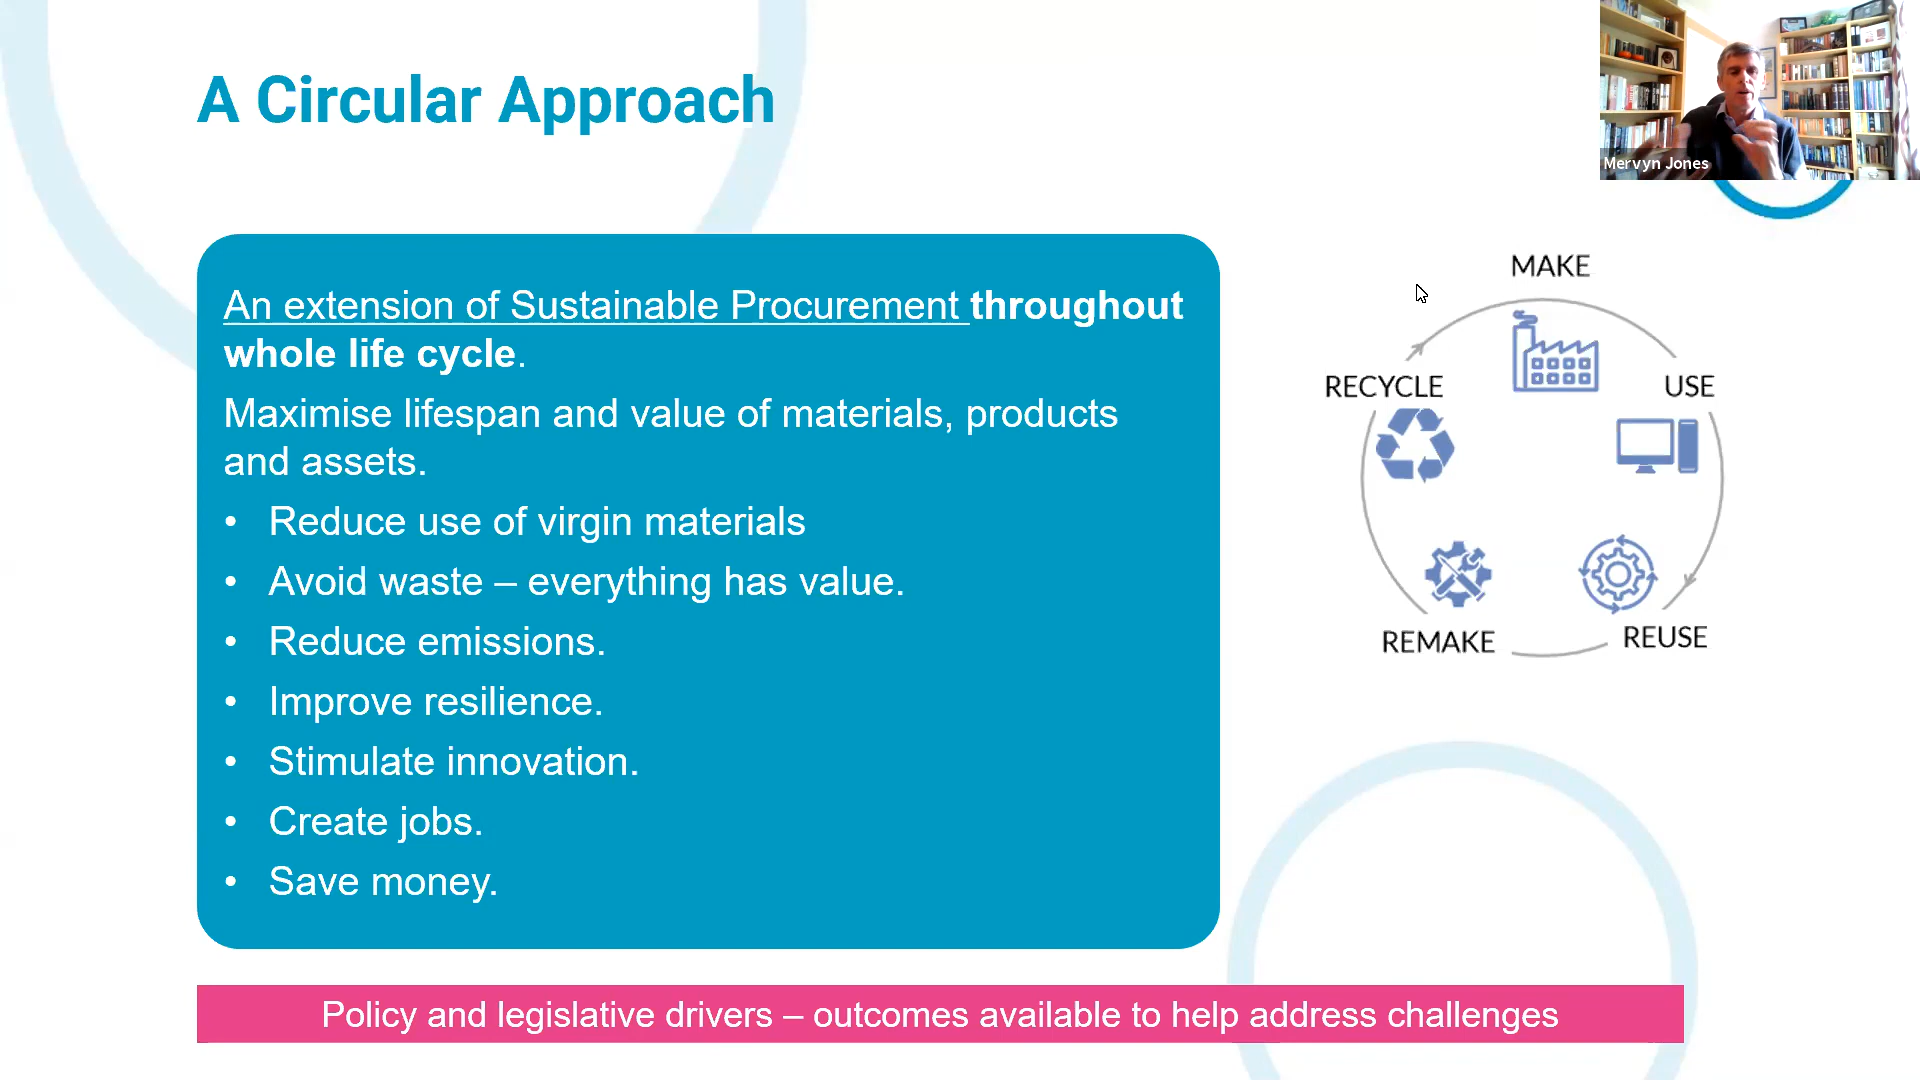 A Circular Approach
Mervyn Jones
An extension of Sustainable Procurement throughout
whole life cycle.
Maximise lifespan and value of materials, products
and assets.
• Reduce use of virgin materials
• Avoid waste – everything has value.
• Reduce emissions.
• Improve resilience.
• Stimulate innovation.
• Create jobs.
• Save money.
MAKE
USE
REUSE
REMAKE
RECYCLE
Policy and legislative drivers – outcomes available to help address challenges